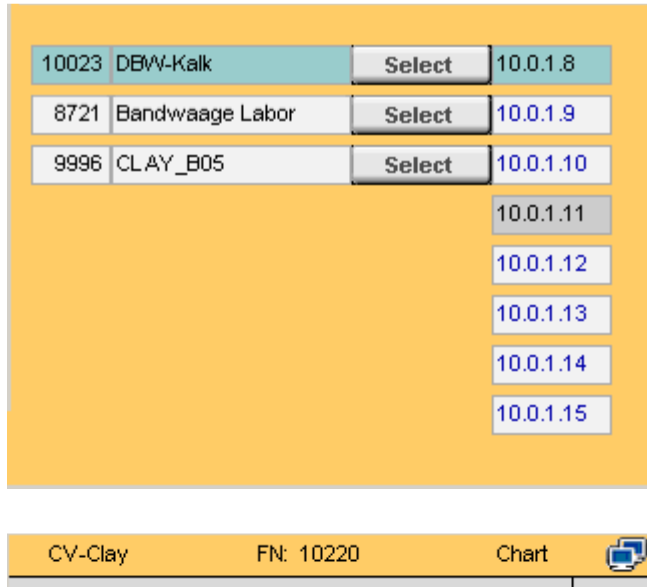 10023 DBW-Kalk Select 10.0.1.8
8721 Bandwaage Labor Select 10.0.1.9
9996 CLAY_B05 Select 10.0.1.10
10.0.1.11
10.0.1.12
10.0.1.13
10.0.1.14
10.0.1.15
CV-Clay FN: 10220 Chart